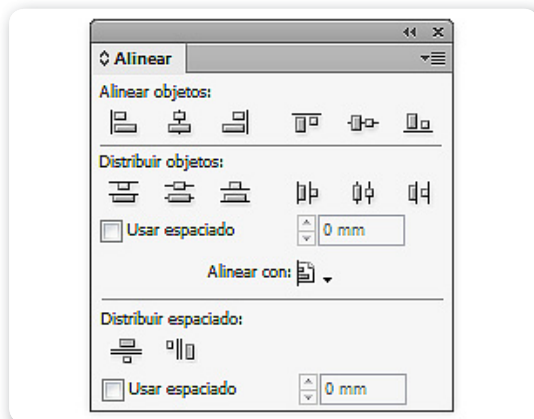 Alinear
Alinear objetos:
Distribuir objetos:
Usar espaciado 0 mm
Alinear con:
Distribuir espaciado:
Usar espaciado 0 mm